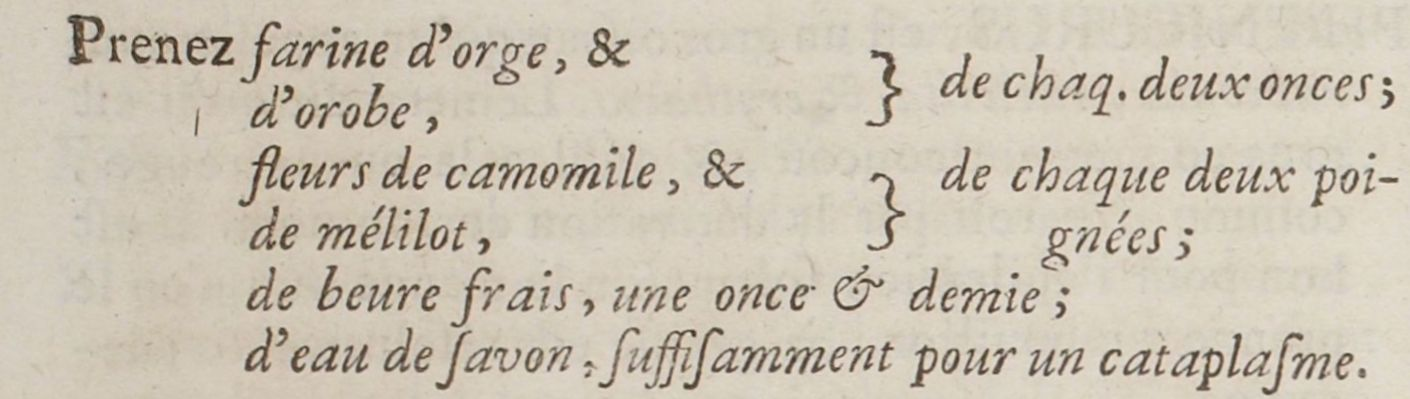 Prenez farine d'orge, &
d'orobe, } de chaq. deux onces;
fleurs de camomile, & } de chaque deux poi-
de mélilot, gnées;
de beure frais, une once & demie;
d'eau de ſavon, ſuffiſamment pour un cataplaſme.